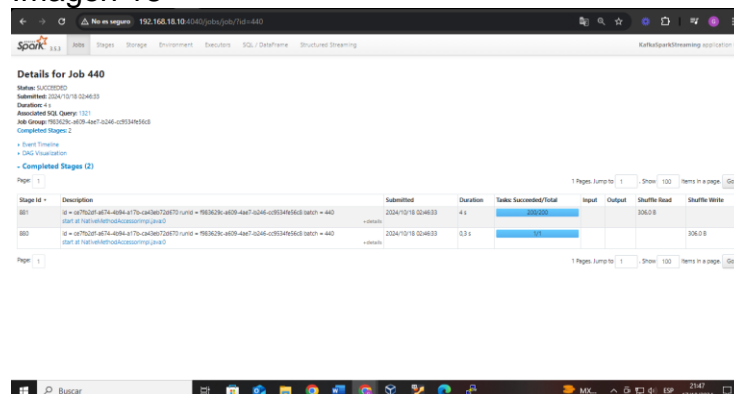 Imagen 10
No es seguro 192.168.18.10:4040/jobs/job/?id=440
Spark 3.5.3 Jobs Stages Storage Environment Executors SQL / DataFrame Structured Streaming KafkaSparkStreaming application
Details for Job 440
Status: SUCCEEDED
Submitted: 2024/10/18 02:46:33
Duration: 4 s
Associated SQL Query: 1321
Completed Stages: 2
Event Timeline
DAG Visualization
Completed Stages (2)
Page: 1 1 Pages. Jump to 1 . Show 100 items in a page. Go
Stage Id Description Submitted Duration Tasks: Succeeded/Total Input Output Shuffle Read Shuffle Write
881 batch = 440 2024/10/18 02:46:33 4 s 200/200 306.0 B
start at NativeMethodAccessorImpl.java:0 +details
880 batch = 440 2024/10/18 02:46:33 0,3 s 1/1 306.0 B
start at NativeMethodAccessorImpl.java:0 +details
Page: 1 1 Pages. Jump to 1 . Show 100 items in a page. Go
Buscar MX... ESP 21:47